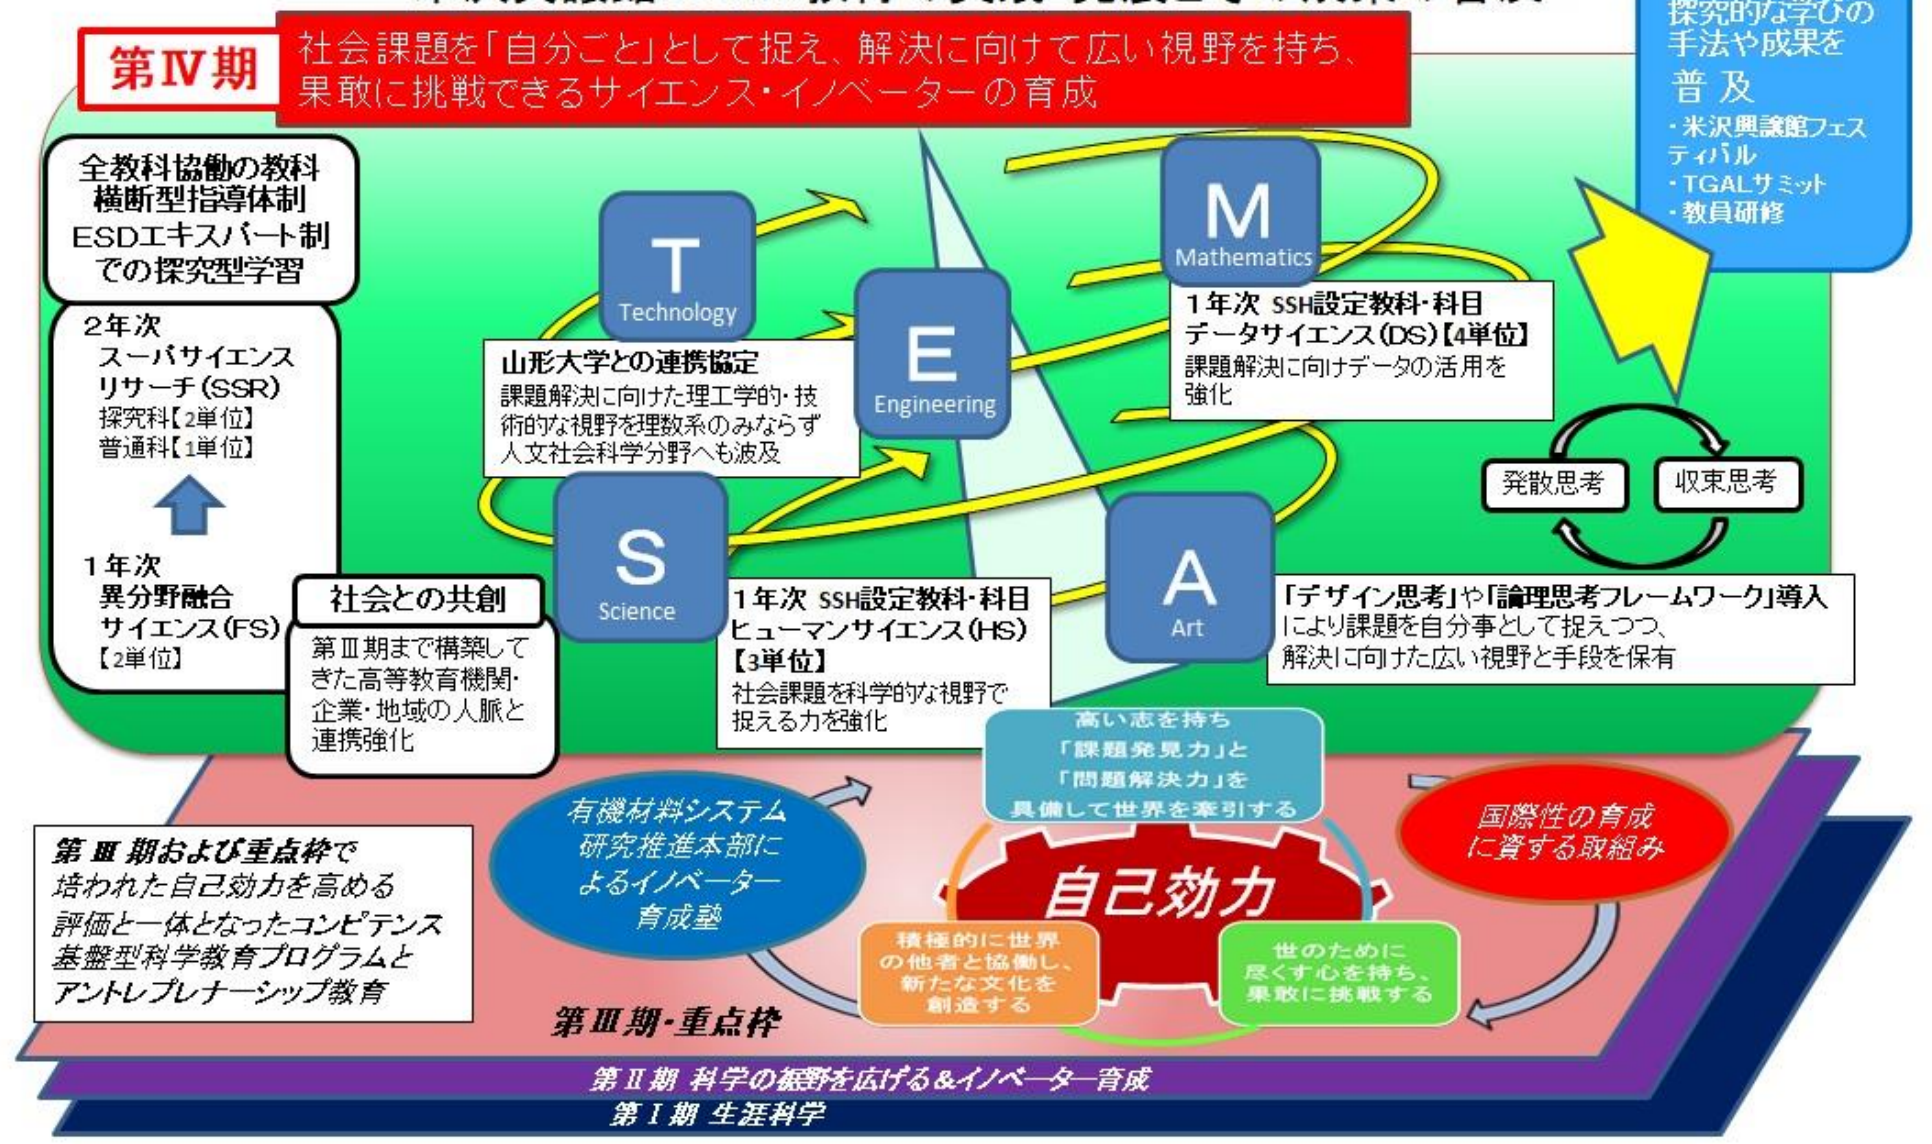 第Ⅳ期
社会課題を「自分ごと」として捉え、解決に向けて広い視野を持ち、
果敢に挑戦できるサイエンス・イノベーターの育成
探究的な学びの
手法や成果を
普 及
・米沢興譲館フェス
ティバル
・TGALサミット
・教員研修
全教科協働の教科
横断型指導体制
ESDエキスパート制
での探究型学習
2年次
スーパサイエンス
リサーチ(SSR)
探究科【2単位】
普通科【1単位】
1年次
異分野融合
サイエンス(FS)
【2単位】
社会との共創
第Ⅲ期まで構築して
きた高等教育機関・
企業・地域の人脈と
連携強化
T
Technology
山形大学との連携協定
課題解決に向けた理工学的・技
術的な視野を理数系のみならず
人文社会科学分野へも波及
E
Engineering
M
Mathematics
1年次 SSH設定教科・科目
データサイエンス(DS)【4単位】
課題解決に向けデータの活用を
強化
発散思考
収束思考
S
Science
1年次 SSH設定教科・科目
ヒューマンサイエンス(HS)
【3単位】
社会課題を科学的な視野で
捉える力を強化
A
Art
「デザイン思考」や「論理思考フレームワーク」導入
により課題を自分事として捉えつつ、
解決に向けた広い視野と手段を保有
高い志を持ち
「課題発見力」と
「問題解決力」を
具備して世界を牽引する
有機材料システム
研究推進本部に
よるイノベーター
育成塾
国際性の育成
に資する取組み
自己効力
積極的に世界
の他者と協働し、
新たな文化を
創造する
世のために
尽くす心を持ち、
果敢に挑戦する
第Ⅲ期および重点枠で
培われた自己効力を高める
評価と一体となったコンピテンス
基盤型科学教育プログラムと
アントレプレナーシップ教育
第Ⅲ期・重点枠
第Ⅱ期 科学の裾野を広げる&イノベーター育成
第Ⅰ期 生涯科学